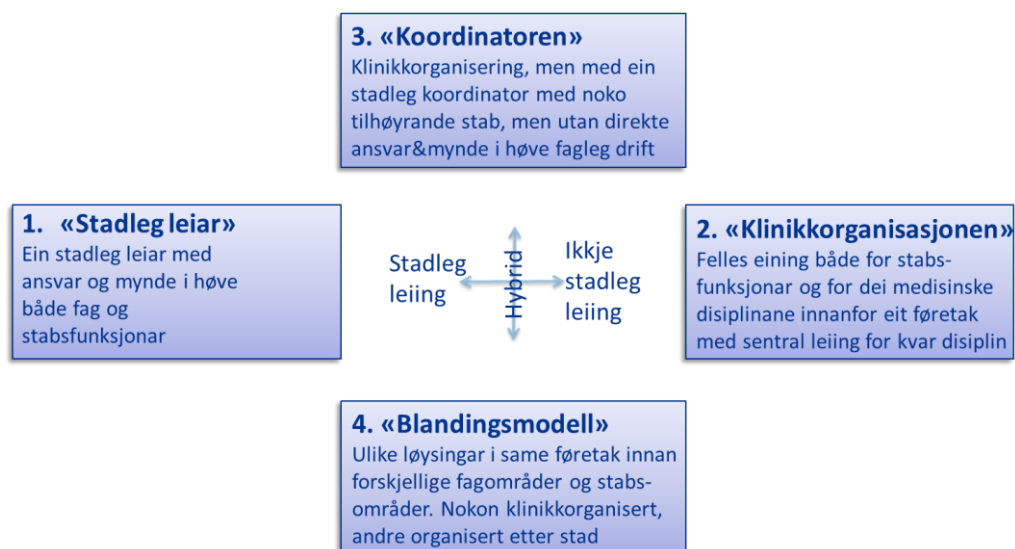 3. «Koordinatoren»
Klinikkorganisering, men med ein
stadleg koordinator med noko
tilhøyrande stab, men utan direkte
ansvar&mynde i høve fagleg drift
1. «Stadleg leiar»
Ein stadleg leiar med
ansvar og mynde i høve
både fag og
stabsfunksjonar
Stadleg
leiing
Hybrid
Ikkje
stadleg
leiing
2. «Klinikkorganisasjonen»
Felles eining både for stabs-
funksjonar og for dei medisinske
disiplinane innanfor eit føretak
med sentral leiing for kvar disiplin
4. «Blandingsmodell»
Ulike løysingar i same føretak innan
forskjellige fagområder og stabs-
områder. Nokon klinikkorganisert,
andre organisert etter stad